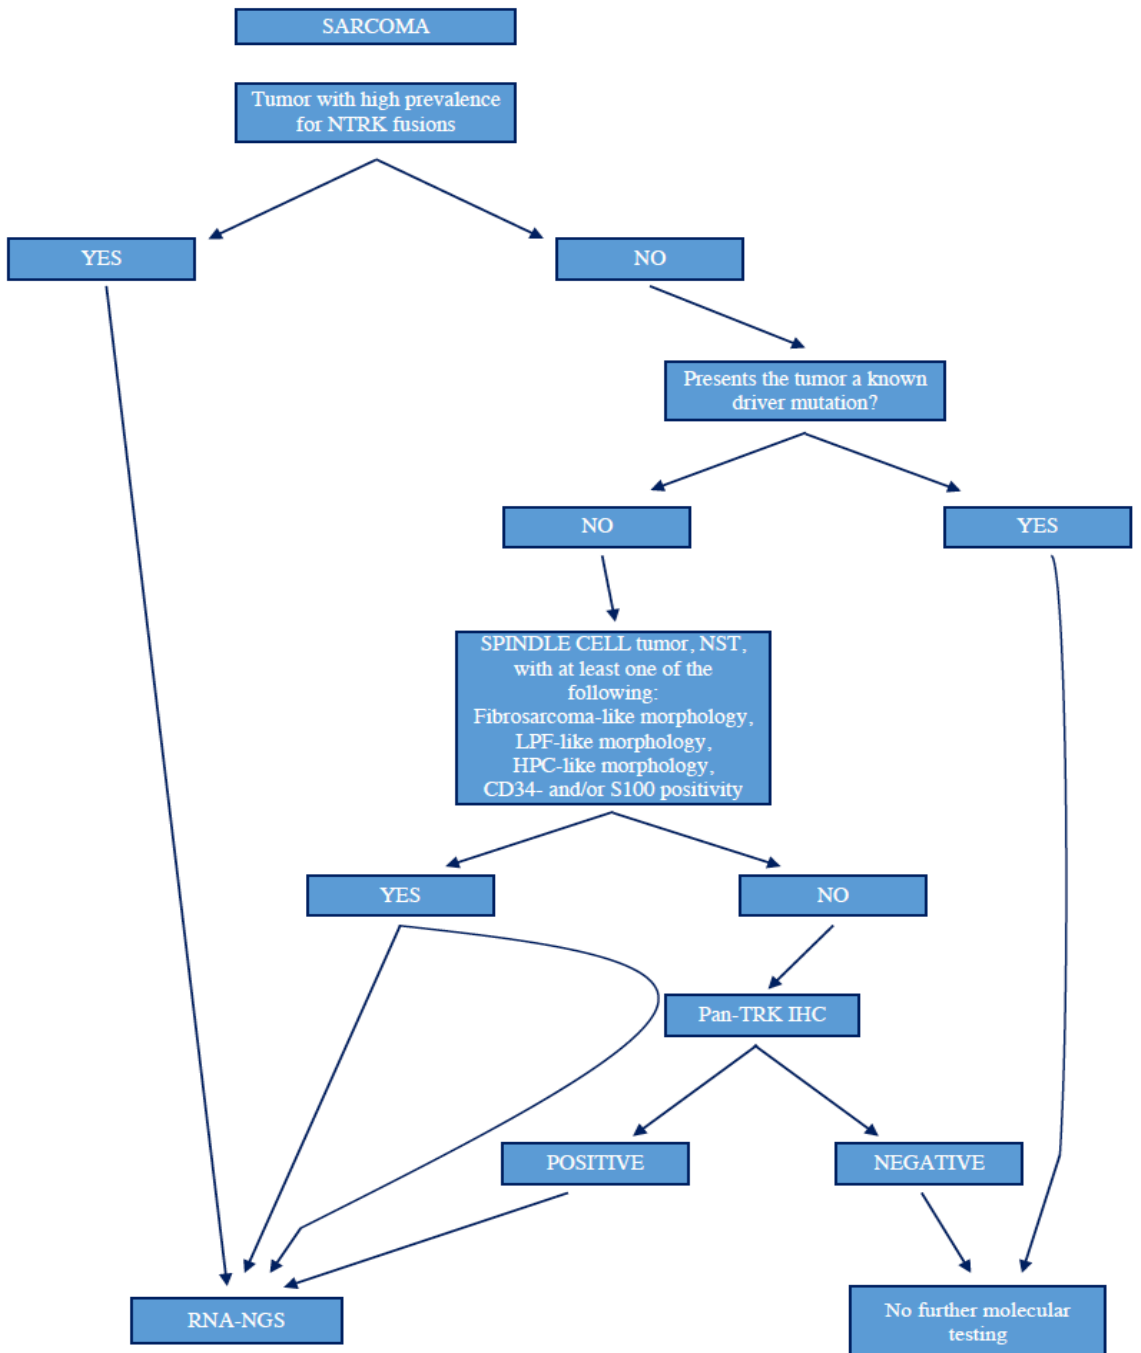 SARCOMA
Tumor with high prevalence
for NTRK fusions
YES
NO
Presents the tumor a known
driver mutation?
NO
YES
SPINDLE CELL tumor, NST,
with at least one of the
following:
Fibrosarcoma-like morphology,
LPF-like morphology,
HPC-like morphology,
CD34- and/or S100 positivity
YES
NO
Pan-TRK IHC
POSITIVE
NEGATIVE
RNA-NGS
No further molecular
testing